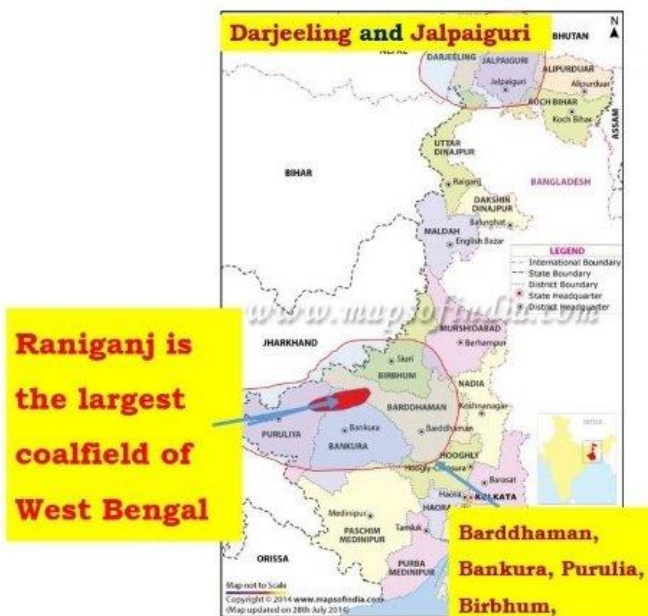 Darjeeling and Jalpaiguri
N
BHUTAN
DARJEELING
JALPAIGURI
Jalpaiguri
ALIPURDUAR
Alipurduar
KOCH BIHAR
Koch Bihar
ASSAM
UTTAR
DINAJPUR
Raiganj
BIHAR
BANGLADESH
DAKSHIN
DINAJPUR
Balurghat
MALDAH
English Bazar
LEGEND
International Boundary
State Boundary
District Boundary
State Headquarter
District Headquarter
www.mapsofindia.com
MURSHIDABAD
Berhampur
JHARKHAND
Siuri
BIRBHUM
NADIA
Krishnanagar
BARDDHAMAN
Barddhaman
PURULIYA
Bankura
BANKURA
HOOGHLY
Hoogly-Chinsura
Barasat
Haora
KOLKATA
HAORA
INDIA
Medinipur
PASCHIM
MEDINIPUR
Tamluk
ORISSA
PURBA
MEDINIPUR
Raniganj is
the largest
coalfield of
West Bengal
Barddhaman,
Bankura, Purulia,
Birbhum,
Map not to Scale
Copyright © 2014 www.mapsofindia.com
(Map updated on 28th July 2014)